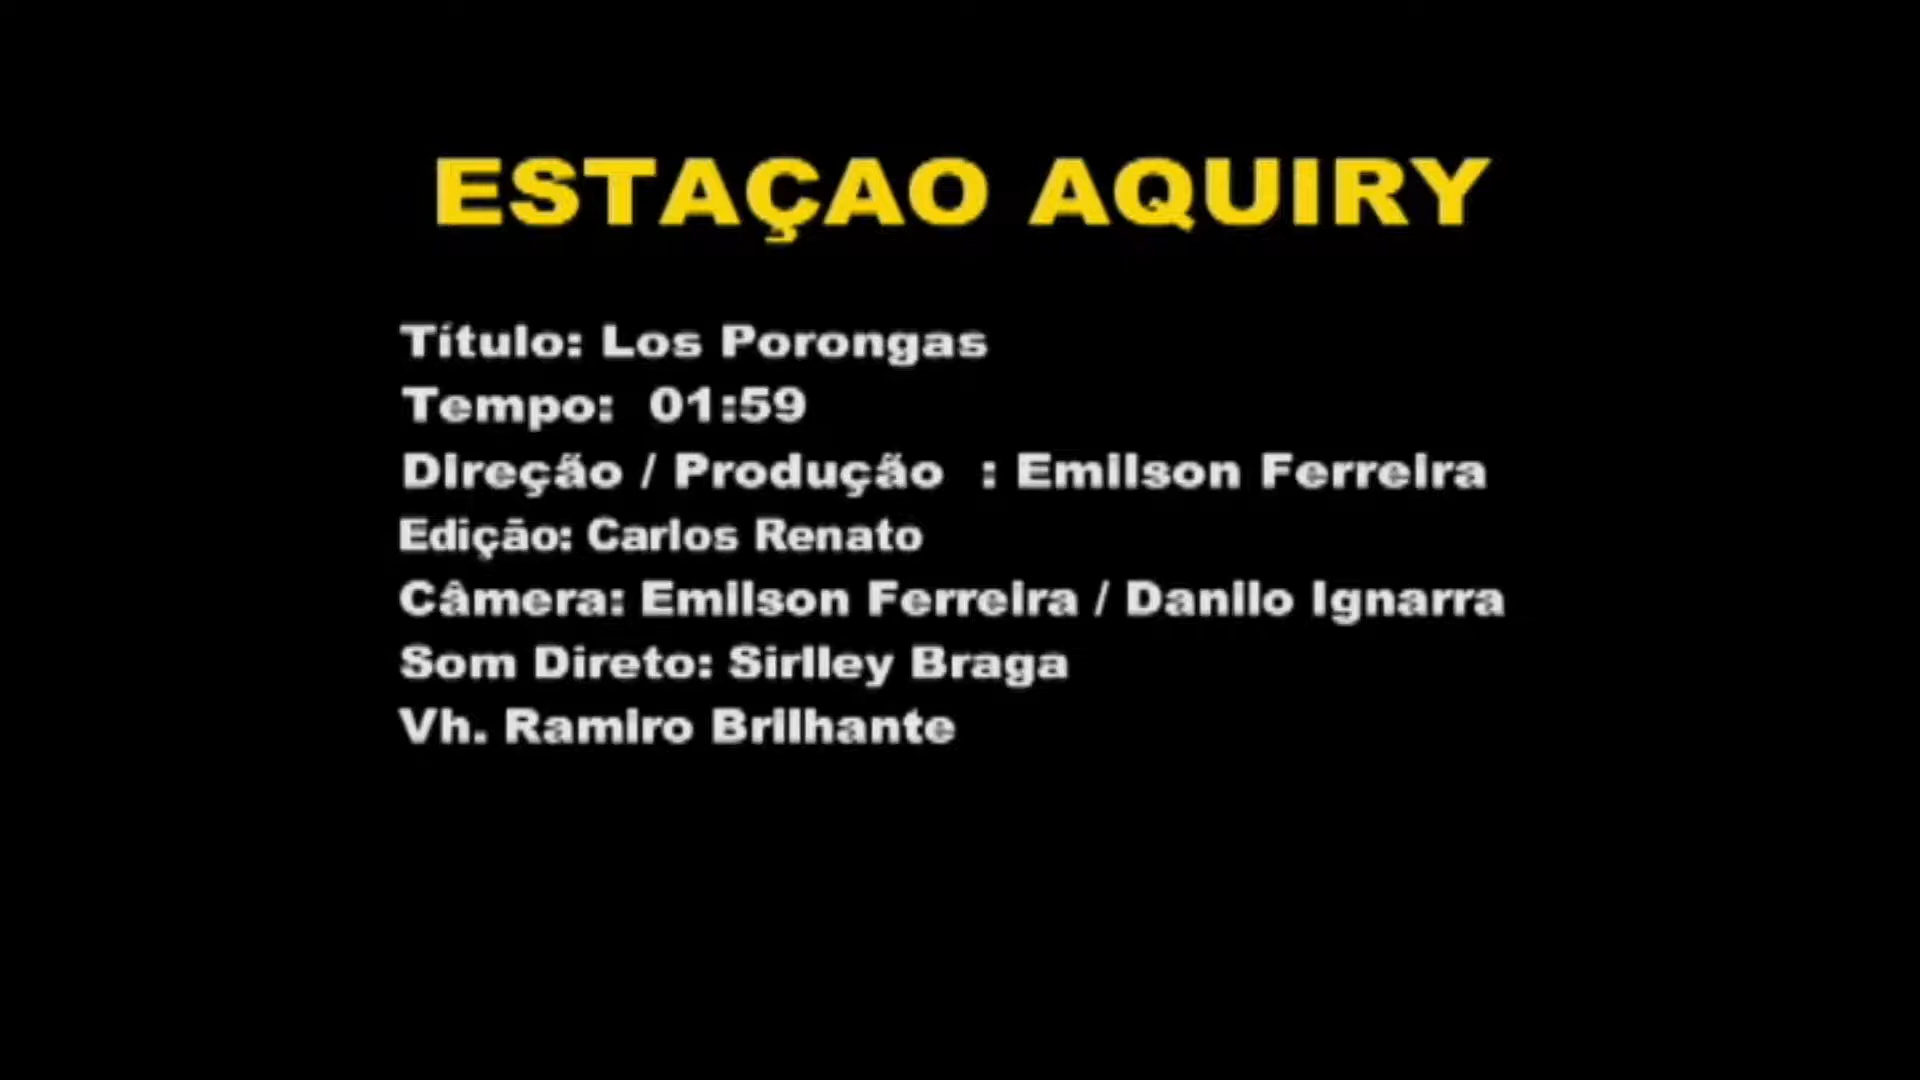 ESTAÇAO AQUIRY
Título: Los Porongas
Tempo: 01:59
Direção / Produção : Emilson Ferreira
Edição: Carlos Renato
Câmera: Emilson Ferreira / Danilo Ignarra
Som Direto: Sirlley Braga
Vh. Ramiro Brilhante